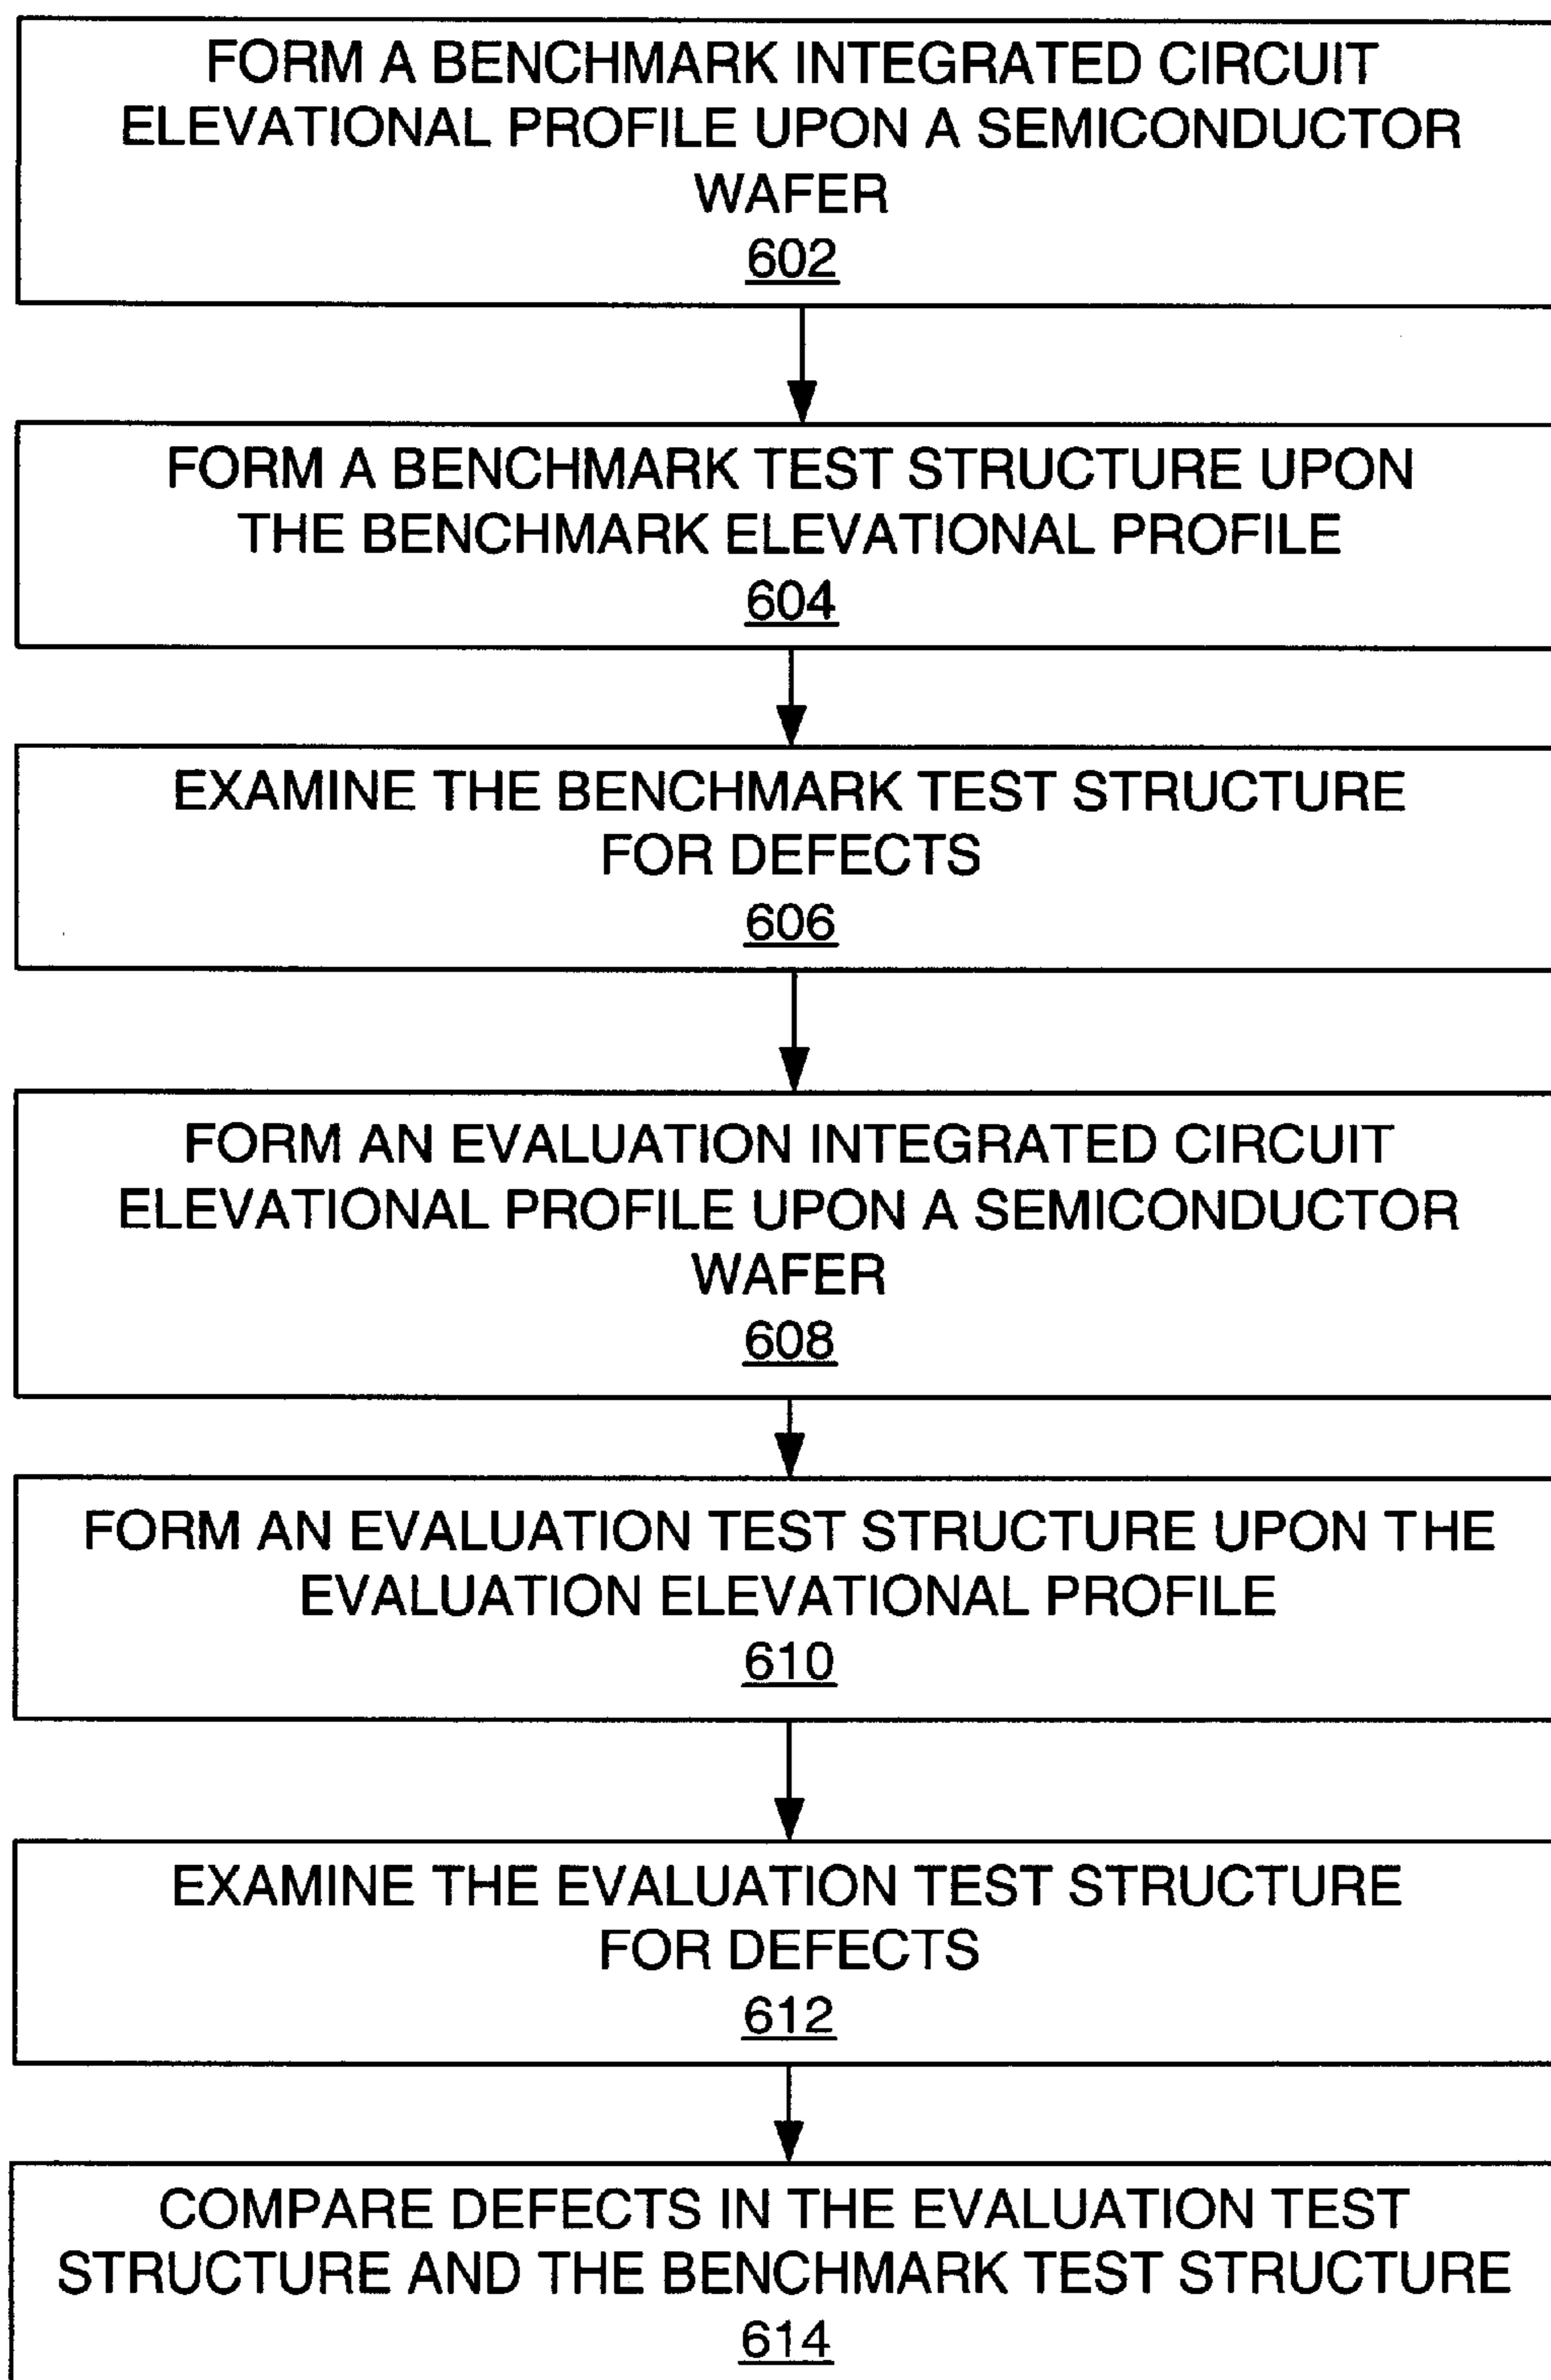 FORM A BENCHMARK INTEGRATED CIRCUIT
ELEVATIONAL PROFILE UPON A SEMICONDUCTOR
WAFER
602
FORM A BENCHMARK TEST STRUCTURE UPON
THE BENCHMARK ELEVATIONAL PROFILE
604
EXAMINE THE BENCHMARK TEST STRUCTURE
FOR DEFECTS
606
FORM AN EVALUATION INTEGRATED CIRCUIT
ELEVATIONAL PROFILE UPON A SEMICONDUCTOR
WAFER
608
FORM AN EVALUATION TEST STRUCTURE UPON THE
EVALUATION ELEVATIONAL PROFILE
610
EXAMINE THE EVALUATION TEST STRUCTURE
FOR DEFECTS
612
COMPARE DEFECTS IN THE EVALUATION TEST
STRUCTURE AND THE BENCHMARK TEST STRUCTURE
614